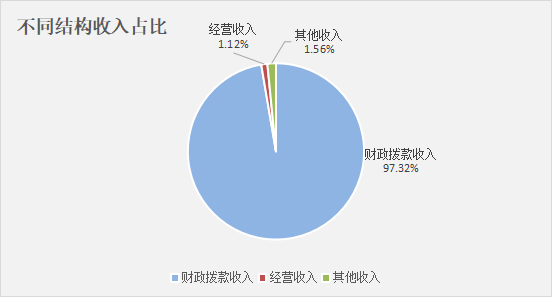 不同结构收入占比
经营收入
1.12%
其他收入
1.56%
财政拨款收入
97.32%
财政拨款收入 经营收入 其他收入